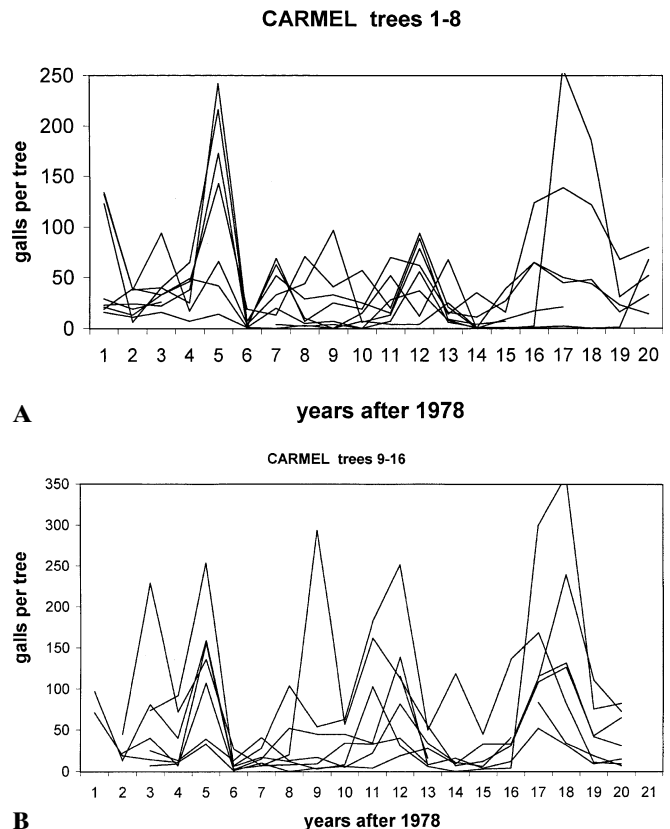 CARMEL trees 1-8
250
200
150
100
50
0
galls per tree
1 2 3 4 5 6 7 8 9 10 11 12 13 14 15 16 17 18 19 20
A
years after 1978
CARMEL trees 9-16
350
300
250
200
150
100
50
0
galls per tree
1 2 3 4 5 6 7 8 9 10 11 12 13 14 15 16 17 18 19 20 21
B
years after 1978